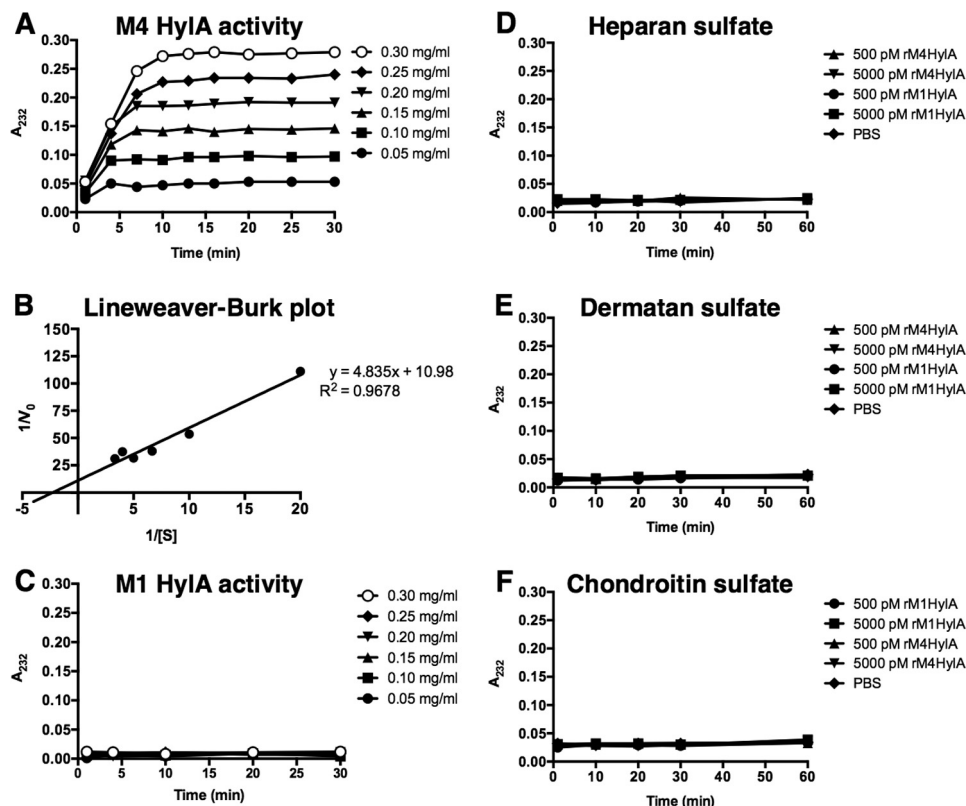 A M4 HylA activity
0.30
0.25
0.20
0.15
0.10
0.05
0.00
A232
0 5 10 15 20 25 30
Time (min)
0.30 mg/ml
0.25 mg/ml
0.20 mg/ml
0.15 mg/ml
0.10 mg/ml
0.05 mg/ml
B Lineweaver-Burk plot
150
125
100
75
50
25
1/V0
y = 4.835x + 10.98
R2 = 0.9678
-5 5 10 15 20
1/[S]
C M1 HylA activity
0.30
0.25
0.20
0.15
0.10
0.05
0.00
A232
0 5 10 15 20 25 30
Time (min)
0.30 mg/ml
0.25 mg/ml
0.20 mg/ml
0.15 mg/ml
0.10 mg/ml
0.05 mg/ml
D Heparan sulfate
0.30
0.25
0.20
0.15
0.10
0.05
0.00
A232
0 10 20 30 40 50 60
Time (min)
500 pM rM4HylA
5000 pM rM4HylA
500 pM rM1HylA
5000 pM rM1HylA
PBS
E Dermatan sulfate
0.30
0.25
0.20
0.15
0.10
0.05
0.00
A232
0 10 20 30 40 50 60
Time (min)
500 pM rM4HylA
5000 pM rM4HylA
500 pM rM1HylA
5000 pM rM1HylA
PBS
F Chondroitin sulfate
0.30
0.25
0.20
0.15
0.10
0.05
0.00
A232
0 10 20 30 40 50 60
Time (min)
500 pM rM1HylA
5000 pM rM1HylA
500 pM rM4HylA
5000 pM rM4HylA
PBS